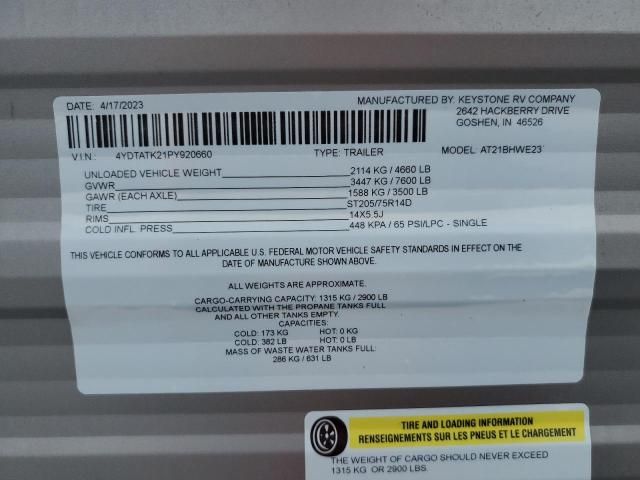 DATE: 4/17/2023
MANUFACTURED BY: KEYSTONE RV COMPANY
2642 HACKBERRY DRIVE
GOSHEN, IN 46526
V.I.N.: 4YDTATK21PY920660 TYPE: TRAILER MODEL: AT21BHWE23
UNLOADED VEHICLE WEIGHT 2114 KG / 4660 LB
GVWR 3447 KG / 7600 LB
GAWR (EACH AXLE) 1588 KG / 3500 LB
TIRE ST205/75R14D
RIMS 14X5.5J
COLD INFL. PRESS 448 KPA / 65 PSI/LPC - SINGLE
THIS VEHICLE CONFORMS TO ALL APPLICABLE U.S. FEDERAL MOTOR VEHICLE SAFETY STANDARDS IN EFFECT ON THE
DATE OF MANUFACTURE SHOWN ABOVE.
ALL WEIGHTS ARE APPROXIMATE.
CARGO-CARRYING CAPACITY: 1315 KG / 2900 LB
CALCULATED WITH THE PROPANE TANKS FULL
AND ALL OTHER TANKS EMPTY.
CAPACITIES:
COLD: 173 KG HOT: 0 KG
COLD: 382 LB HOT: 0 LB
MASS OF WASTE WATER TANKS FULL:
286 KG / 631 LB
TIRE AND LOADING INFORMATION
RENSEIGNEMENTS SUR LES PNEUS ET LE CHARGEMENT
THE WEIGHT OF CARGO SHOULD NEVER EXCEED
1315 KG OR 2900 LBS.